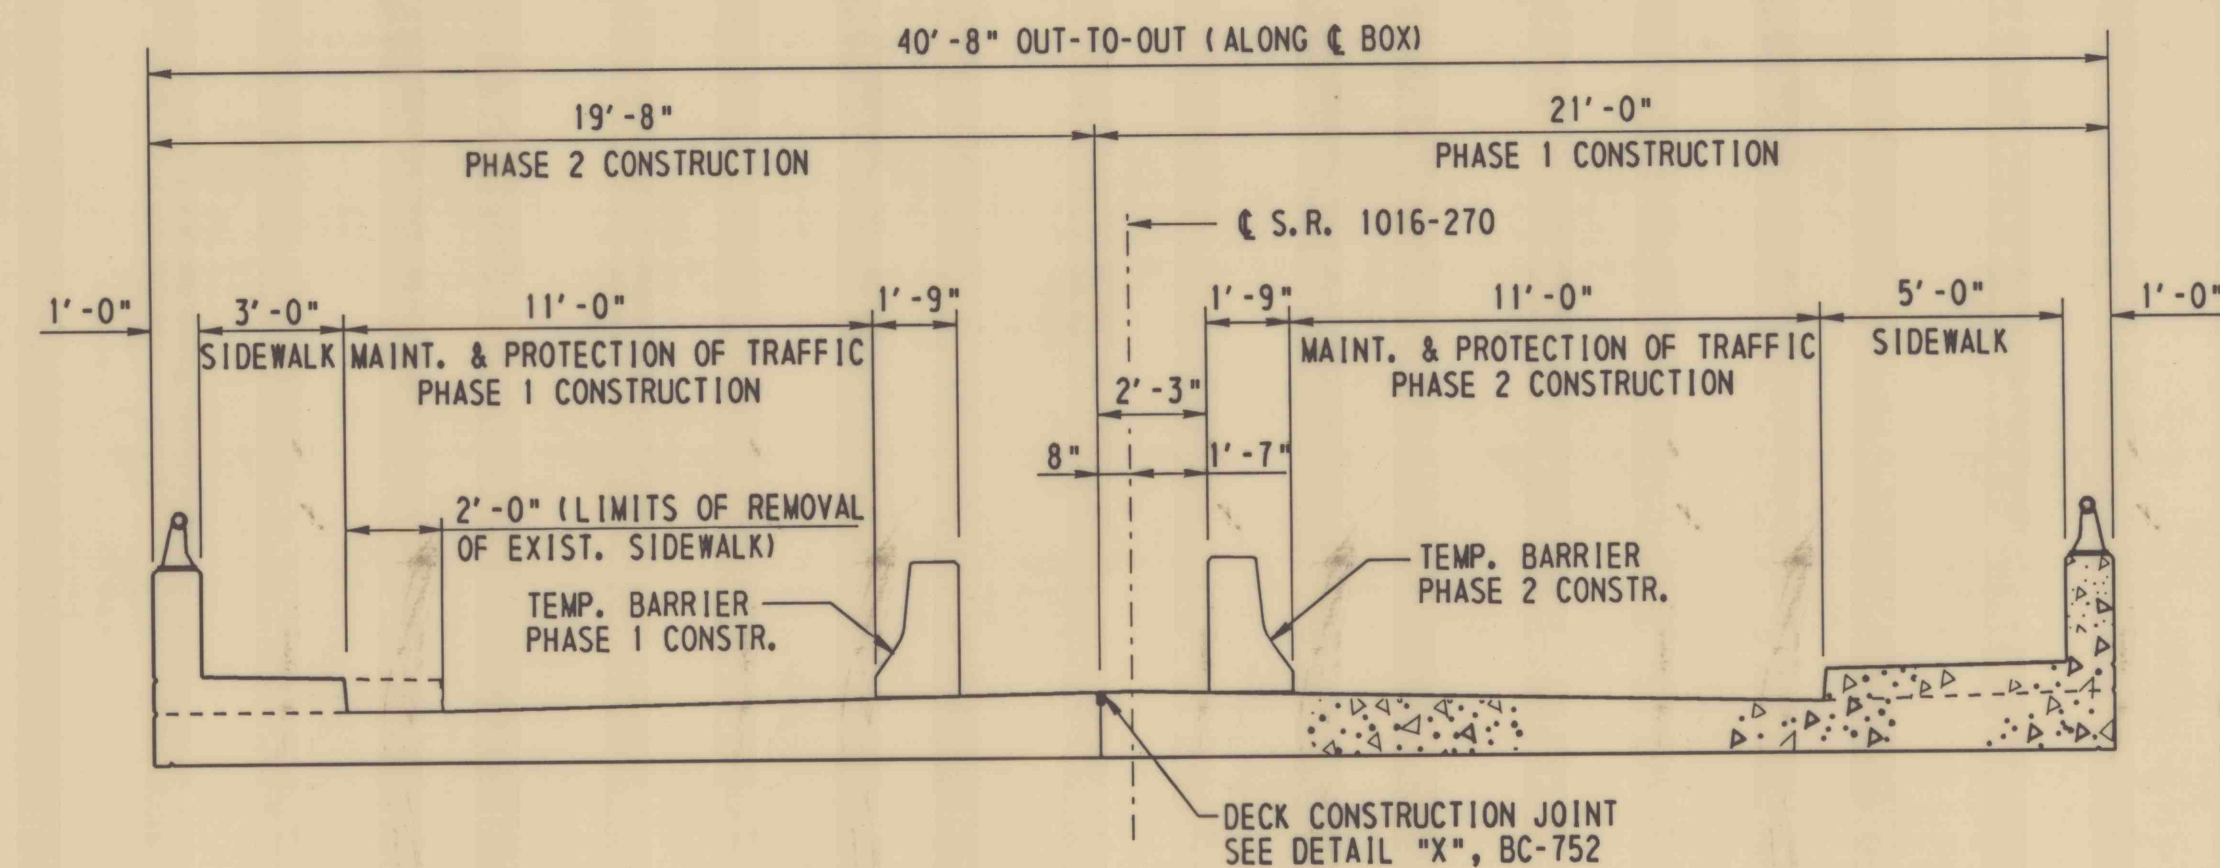 40'-8" OUT-TO-OUT (ALONG ℄ BOX)
19'-8"
PHASE 2 CONSTRUCTION
21'-0"
PHASE 1 CONSTRUCTION
℄ S.R. 1016-270
1'-0"
3'-0"
SIDEWALK
11'-0"
MAINT. & PROTECTION OF TRAFFIC
PHASE 1 CONSTRUCTION
1'-9"
1'-9"
11'-0"
MAINT. & PROTECTION OF TRAFFIC
PHASE 2 CONSTRUCTION
5'-0"
SIDEWALK
1'-0"
2'-3"
8"
1'-7"
2'-0" (LIMITS OF REMOVAL
OF EXIST. SIDEWALK)
TEMP. BARRIER
PHASE 1 CONSTR.
TEMP. BARRIER
PHASE 2 CONSTR.
DECK CONSTRUCTION JOINT
SEE DETAIL "X", BC-752